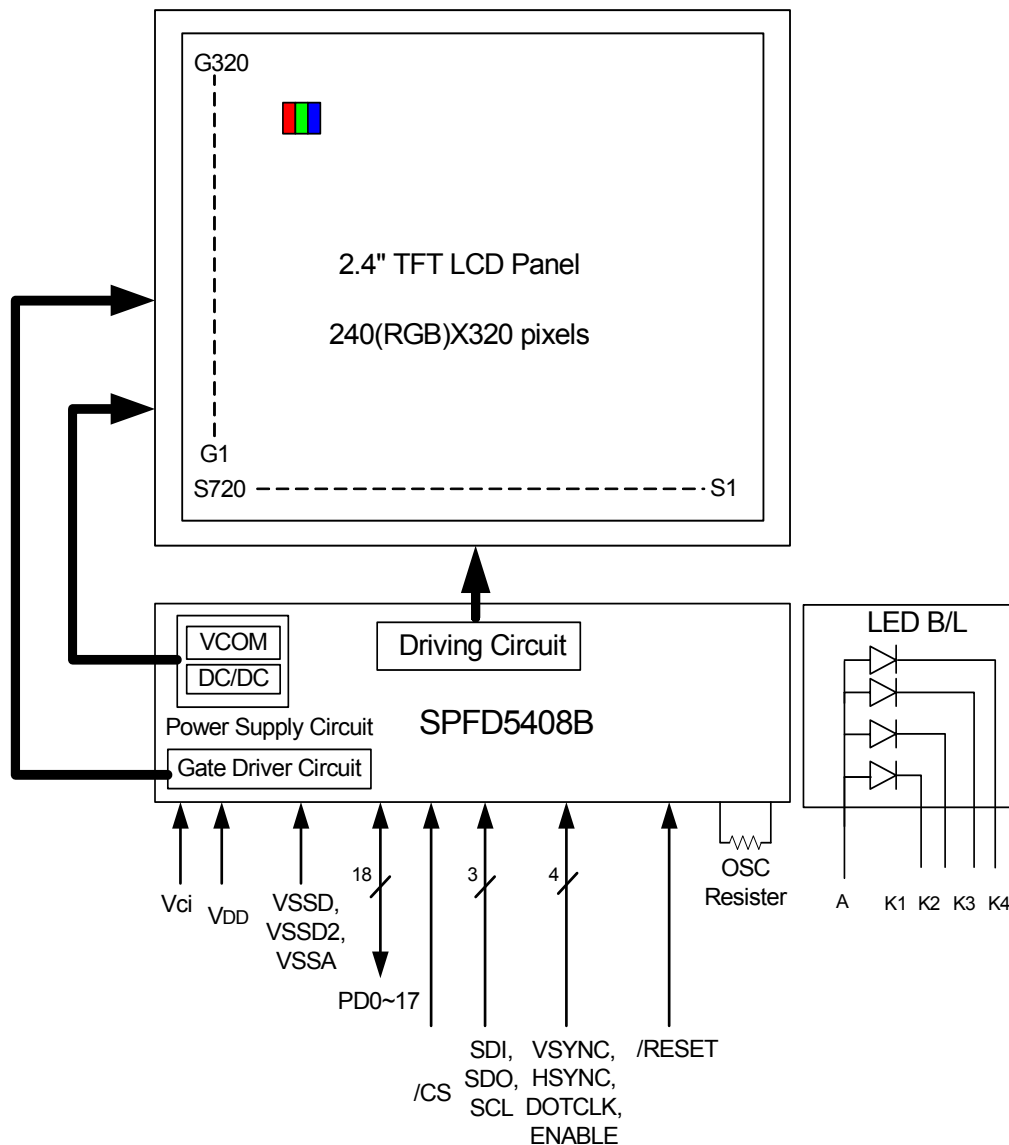 G320
2.4" TFT LCD Panel
240(RGB)X320 pixels
G1
S720
S1
VCOM
DC/DC
Power Supply Circuit
Gate Driver Circuit
Driving Circuit
SPFD5408B
LED B/L
Vci
VDD
VSSD,
VSSD2,
VSSA
18
PD0~17
/CS
3
SDI,
SDO,
SCL
4
VSYNC,
HSYNC,
DOTCLK,
ENABLE
/RESET
OSC
Resister
A
K1
K2
K3
K4